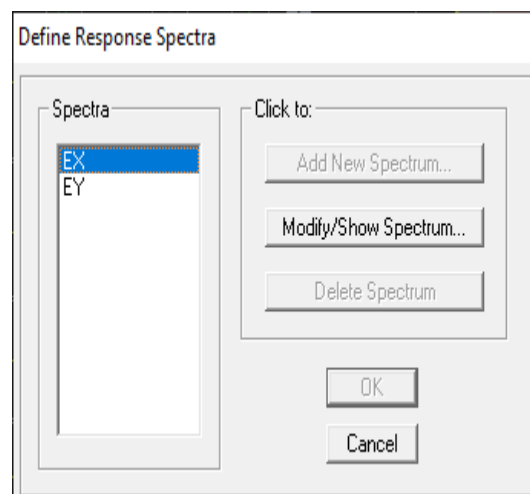 Define Response Spectra
Spectra
EX
EY
Click to:
Add New Spectrum...
Modify/Show Spectrum...
Delete Spectrum
OK
Cancel